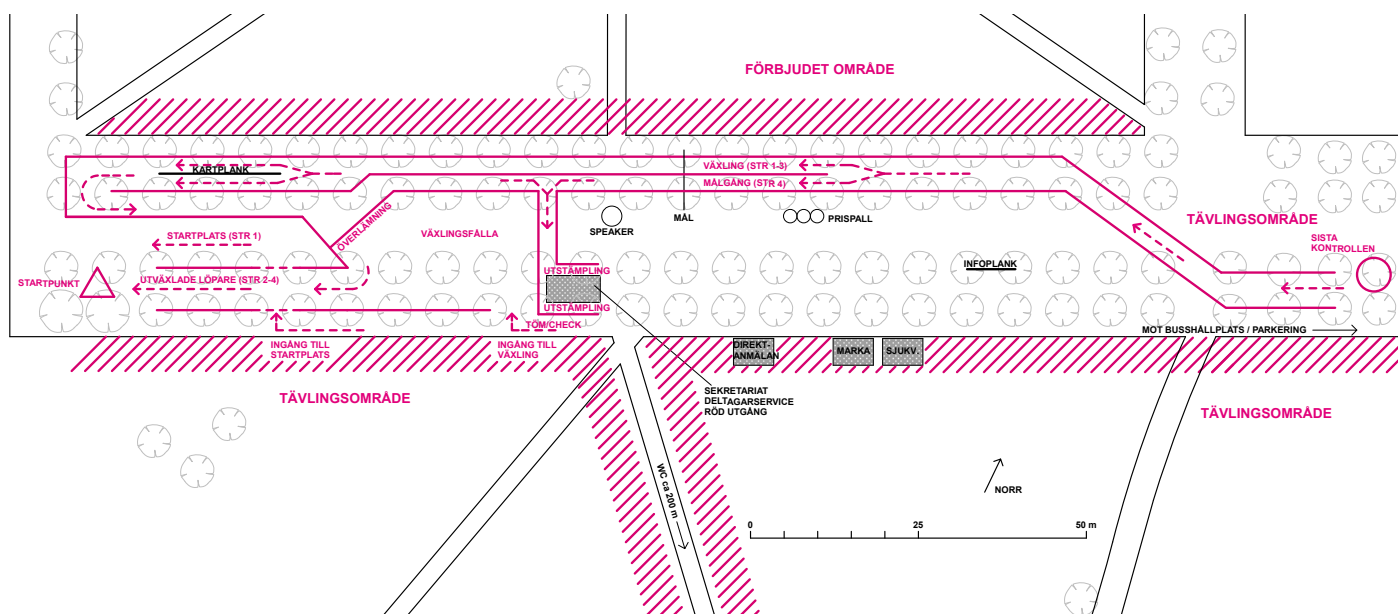 FÖRBJUDET OMRÅDE
KARTPLANK
VÄXLING (STR 1-3)
MÅLGÅNG (STR 4)
ÖVERLÄMNING
MÅL
PRISPALL
SPEAKER
TÄVLINGSOMRÅDE
STARTPLATS (STR 1)
VÄXLINGSFÅLLA
SISTA
KONTROLLEN
INFOPLANK
UTSTÄMPLING
STARTPUNKT
UTVÄXLADE LÖPARE (STR 2-4)
UTSTÄMPLING
TÖM/CHECK
MOT BUSSHÅLLPLATS / PARKERING
INGÅNG TILL
STARTPLATS
INGÅNG TILL
VÄXLING
DIREKT-
ANMÄLAN
MARKA
SJUKV.
SEKRETARIAT
DELTAGARSERVICE
RÖD UTGÅNG
TÄVLINGSOMRÅDE
TÄVLINGSOMRÅDE
WC ca 200 m
NORR
0 25 50 m